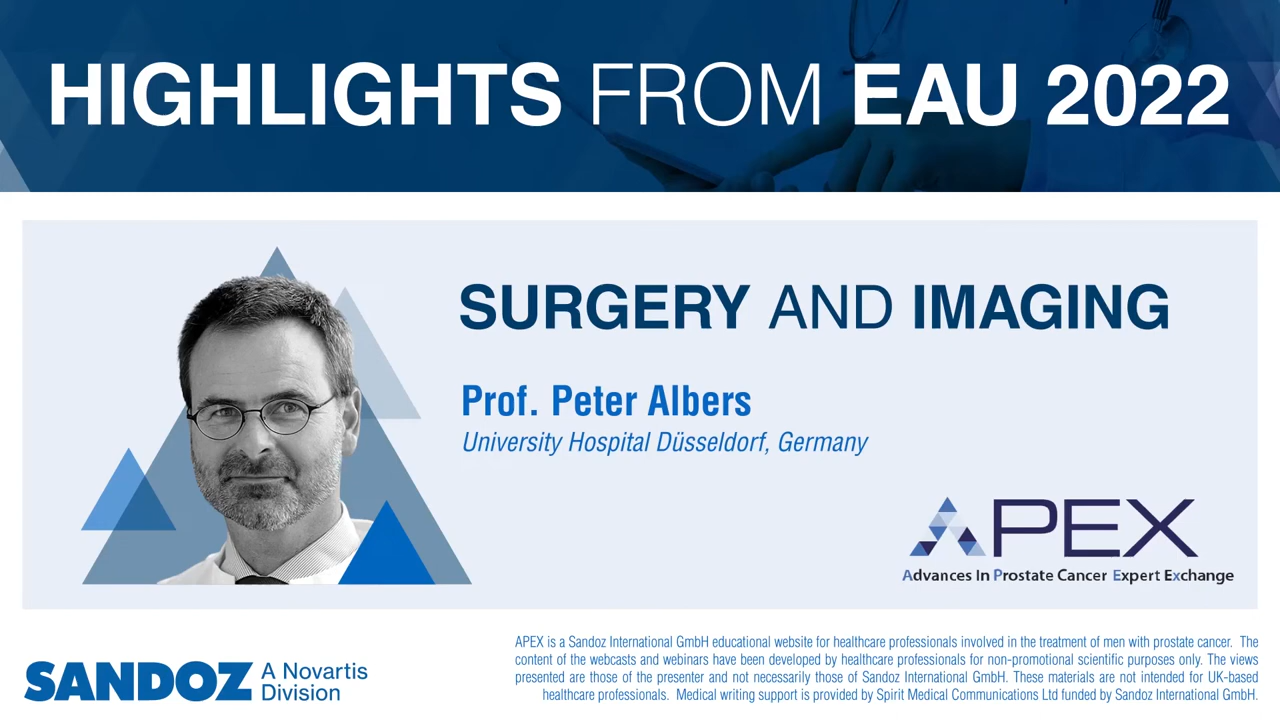 HIGHLIGHTS FROM EAU 2022
SURGERY AND IMAGING
Prof. Peter Albers
University Hospital Düsseldorf, Germany
APEX
Advances In Prostate Cancer Expert Exchange
SANDOZ A Novartis
Division
APEX is a Sandoz International GmbH educational website for healthcare professionals involved in the treatment of men with prostate cancer. The
content of the webcasts and webinars have been developed by healthcare professionals for non-promotional scientific purposes only. The views
presented are those of the presenter and not necessarily those of Sandoz International GmbH. These materials are not intended for UK-based
healthcare professionals. Medical writing support is provided by Spirit Medical Communications Ltd funded by Sandoz International GmbH.